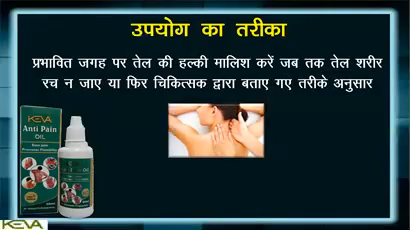 उपयोग का तरीका
प्रभावित जगह पर तेल की हल्की मालिश करें जब तक तेल शरीर
रच न जाए या फिर चिकित्सक द्वारा बताए गए तरीके अनुसार
KEVA
Anti Pain
OIL
OIL
KEVA